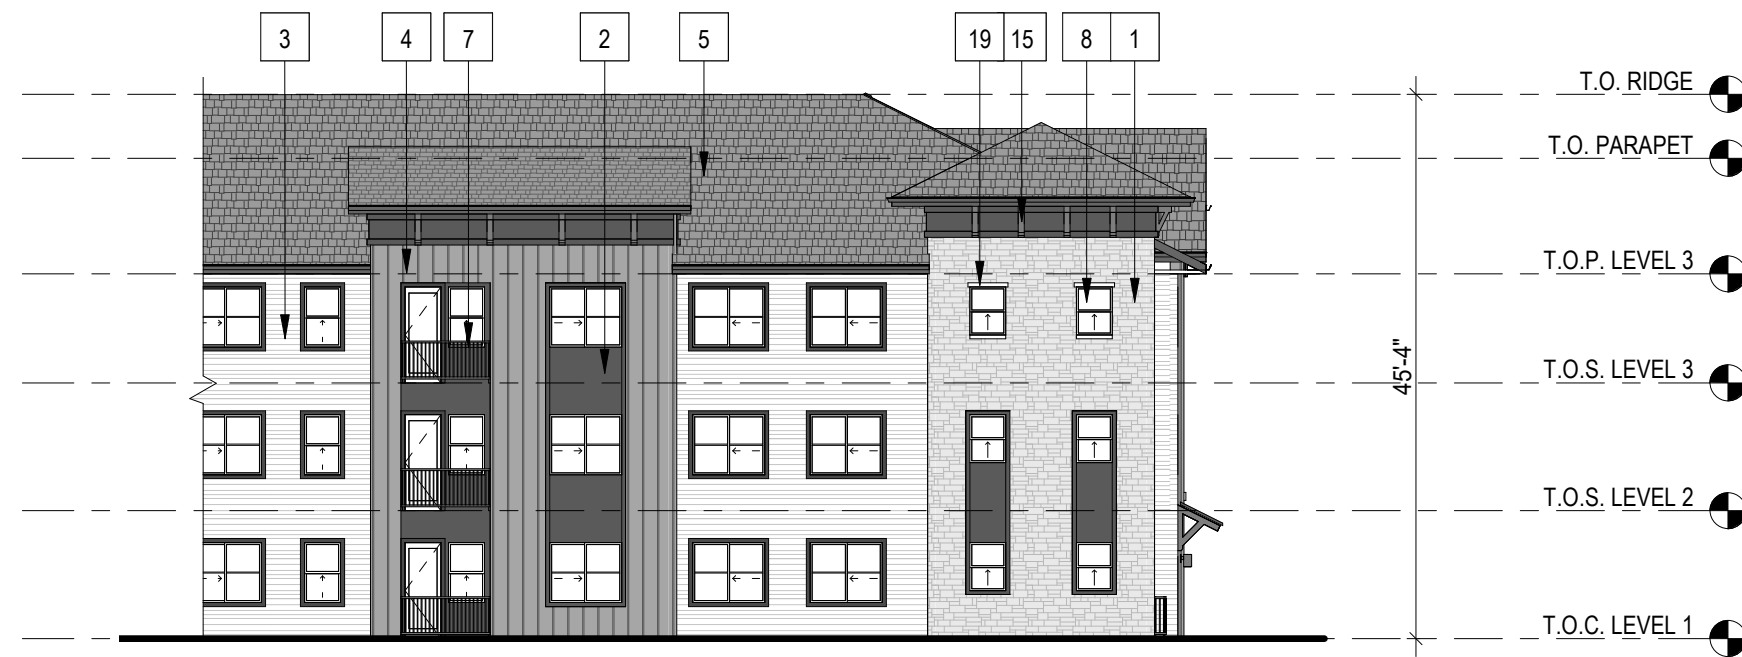 3
4
7
2
5
19
15
8
1
T.O. RIDGE
T.O. PARAPET
T.O.P. LEVEL 3
45'-4"
T.O.S. LEVEL 3
T.O.S. LEVEL 2
T.O.C. LEVEL 1